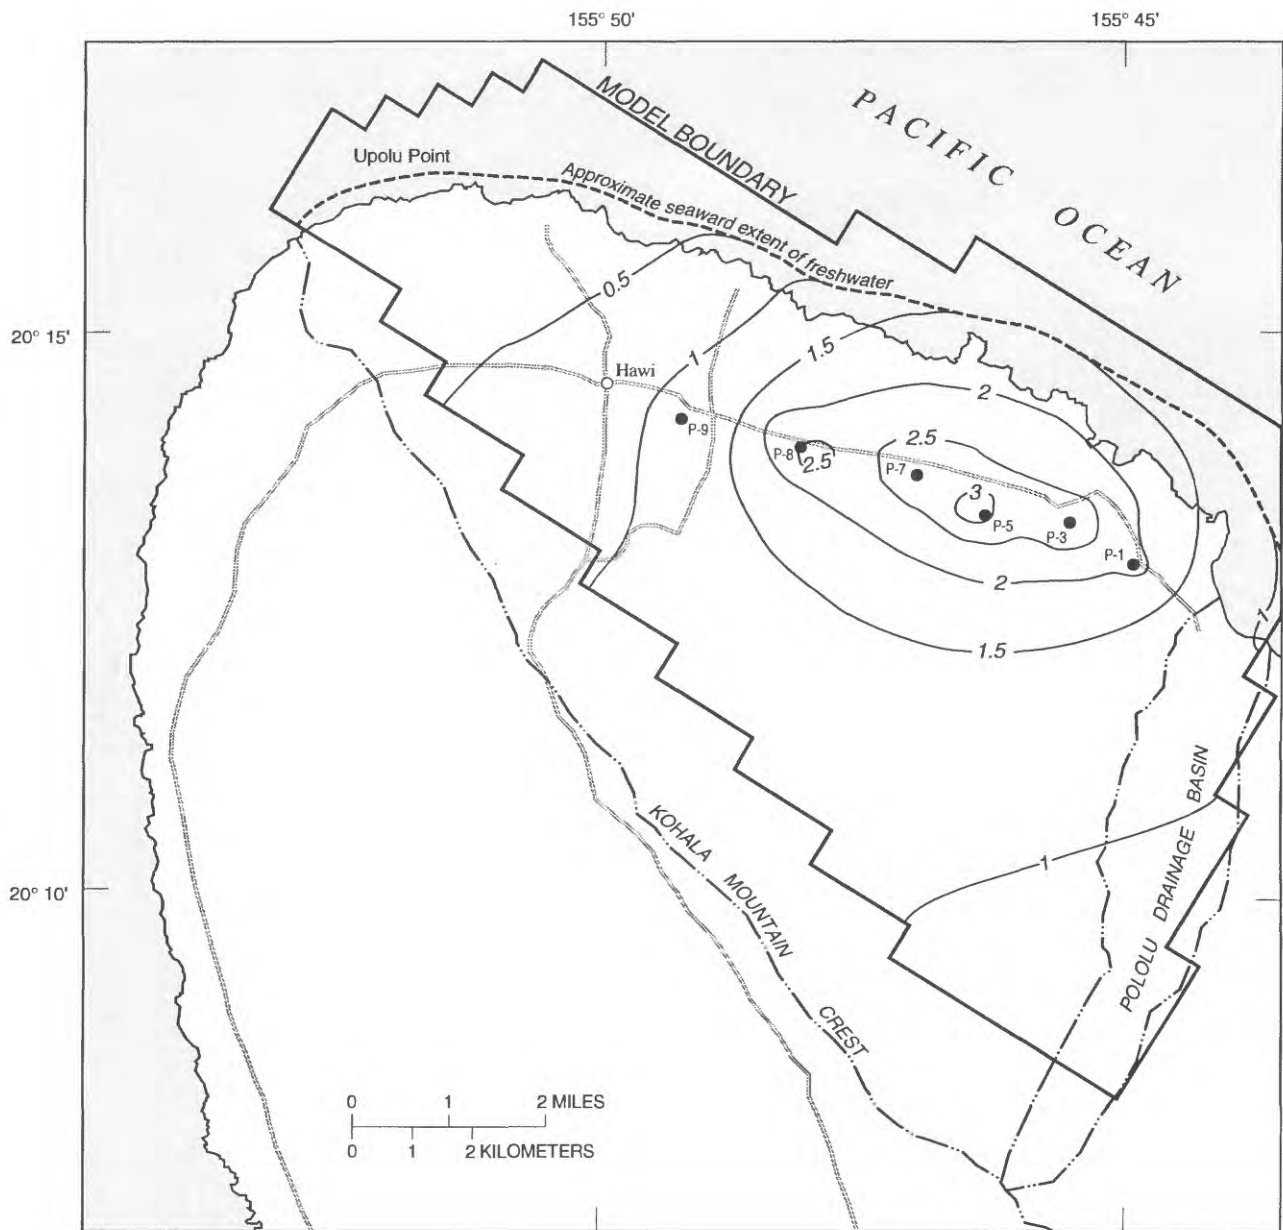 155° 50'
155° 45'
PACIFIC
OCEAN
MODEL BOUNDARY
Upolu Point
Approximate seaward extent of freshwater
0.5
20° 15'
1
1.5
Hawi
2
P-9
2.5
P-8
2.5
P-7
3
P-5
P-3
P-1
2
1
1.5
BASIN
DRAINAGE
POLOLU
KOHALA
MOUNTAIN
CREST
1
20° 10'
0 1 2 MILES
0 1 2 KILOMETERS